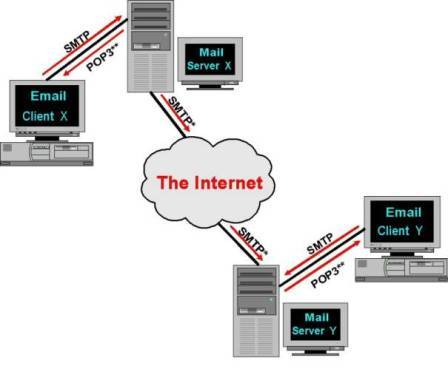 SMTP
POP3**
Mail
Server X
Email
Client X
SMTP*
The Internet
SMTP*
Email
Client Y
SMTP
POP3**
Mail
Server Y